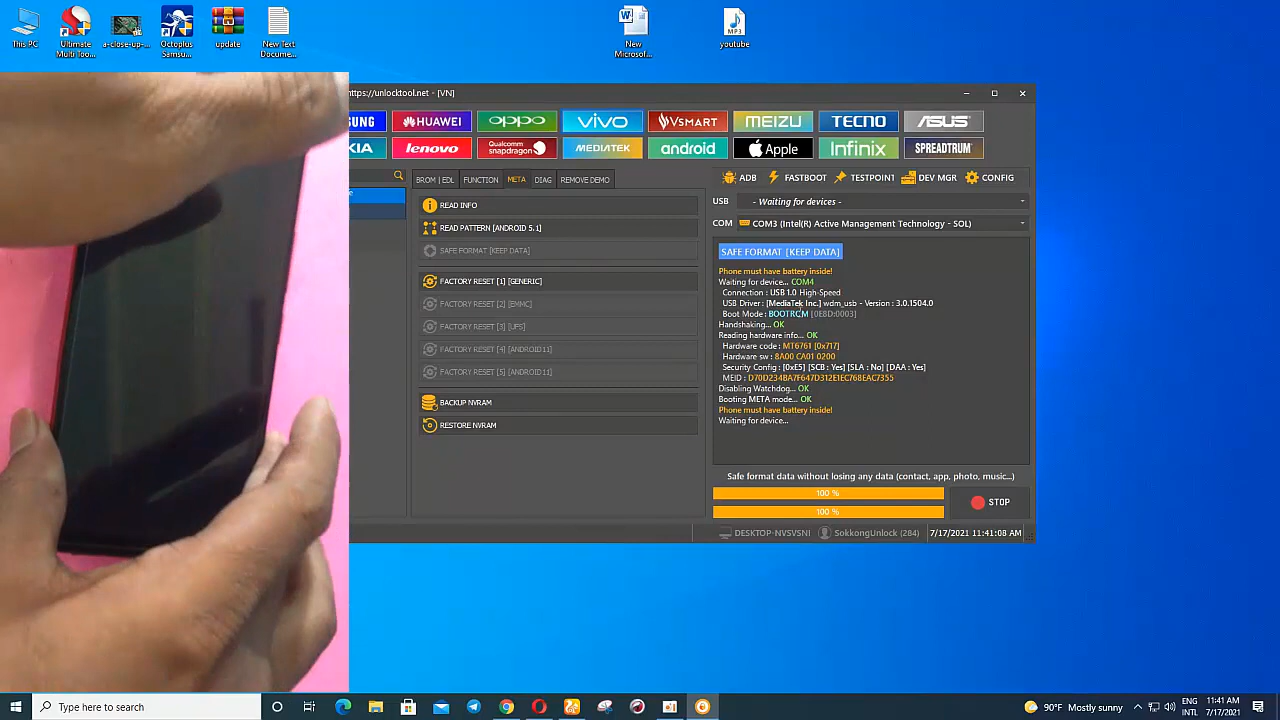 This PC
Ultimate
Multi-Too...
a-close-up-...
Octoplus
Samsu...
update
New Text
Docume...
New
Microsof...
youtube
MP3
https://unlocktool.net - [VN]
SUNG
HUAWEI
oppo
vivo
VSMART
MEIZU
TECNO
ASUS
KIA
lenovo
Qualcomm
snapdragon
MEDIATEK
android
Apple
Infinix
SPREADTRUM
BROM | EDL
FUNCTION
META
DIAG
REMOVE DEMO
ADB
FASTBOOT
TESTPOINT
DEV MGR
CONFIG
USB
- Waiting for devices -
COM
COM3 (Intel(R) Active Management Technology - SOL)
READ INFO
READ PATTERN [ANDROID 5.1]
SAFE FORMAT [KEEP DATA]
FACTORY RESET [1] [GENERIC]
FACTORY RESET [2] [EMMC]
FACTORY RESET [3] [UFS]
FACTORY RESET [4] [ANDROID11]
FACTORY RESET [5] [ANDROID11]
BACKUP NVRAM
RESTORE NVRAM
SAFE FORMAT [KEEP DATA]
Phone must have battery inside!
Waiting for device... COM4
Connection : USB 1.0 High-Speed
USB Driver : [MediaTek Inc.] wdm_usb - Version : 3.0.1504.0
Boot Mode : BOOTROM [0E8D:0003]
Handshaking... OK
Reading hardware info... OK
Hardware code : MT6761 [0x717]
Hardware sw : 8A00 CA01 0200
Security Config : [0xE5] [SCB : Yes] [SLA : No] [DAA : Yes]
MEID : D70D234BA7F647D312E1EC768EAC7355
Disabling Watchdog... OK
Booting META mode... OK
Phone must have battery inside!
Waiting for device...
Safe format data without losing any data (contact, app, photo, music...)
100 %
100 %
STOP
DESKTOP-NVSVSNI
SokkongUnlock (284)
7/17/2021 11:41:08 AM
Type here to search
90°F Mostly sunny
ENG
INTL
11:41 AM
7/17/2021